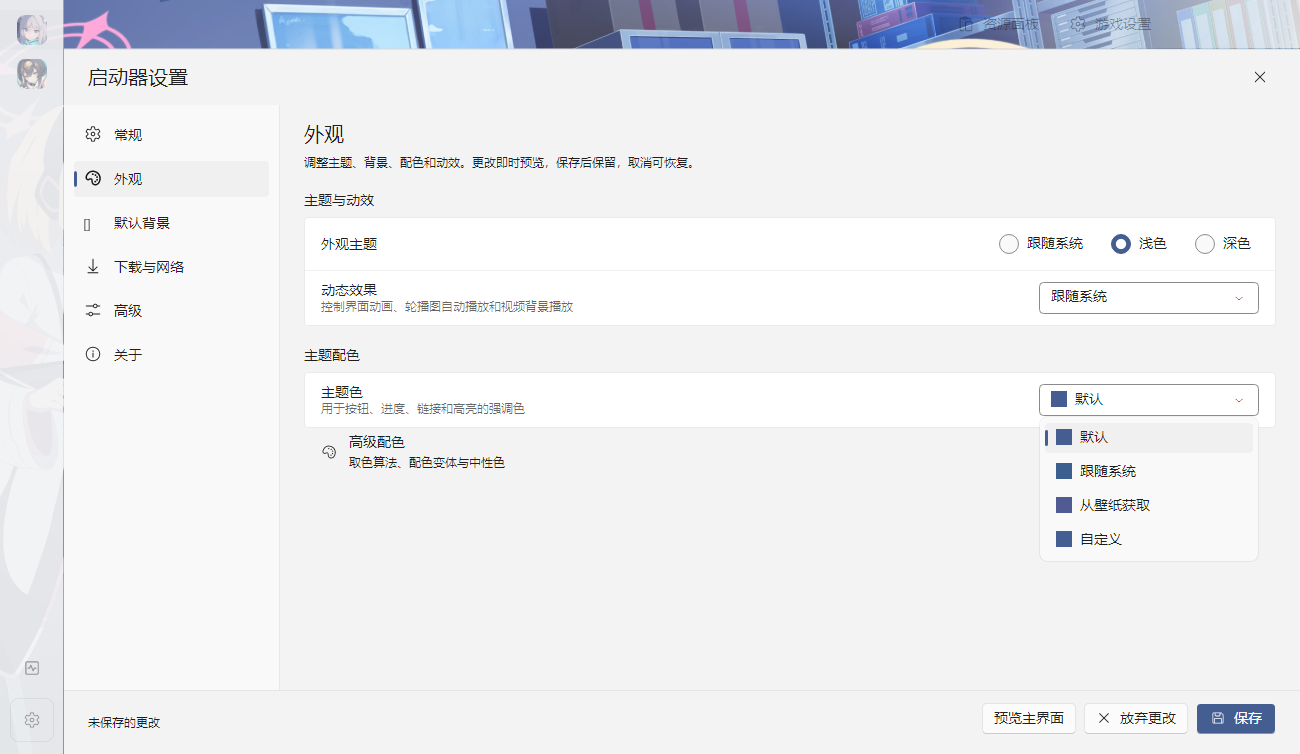 资源面板
游戏设置
启动器设置
常规
外观
默认背景
下载与网络
高级
关于
外观
调整主题、背景、配色和动效。更改即时预览，保存后保留，取消可恢复。
主题与动效
外观主题
跟随系统
浅色
深色
动态效果
控制界面动画、轮播图自动播放和视频背景播放
跟随系统
主题配色
主题色
用于按钮、进度、链接和高亮的强调色
默认
高级配色
取色算法、配色变体与中性色
默认
跟随系统
从壁纸获取
自定义
未保存的更改
预览主界面
放弃更改
保存